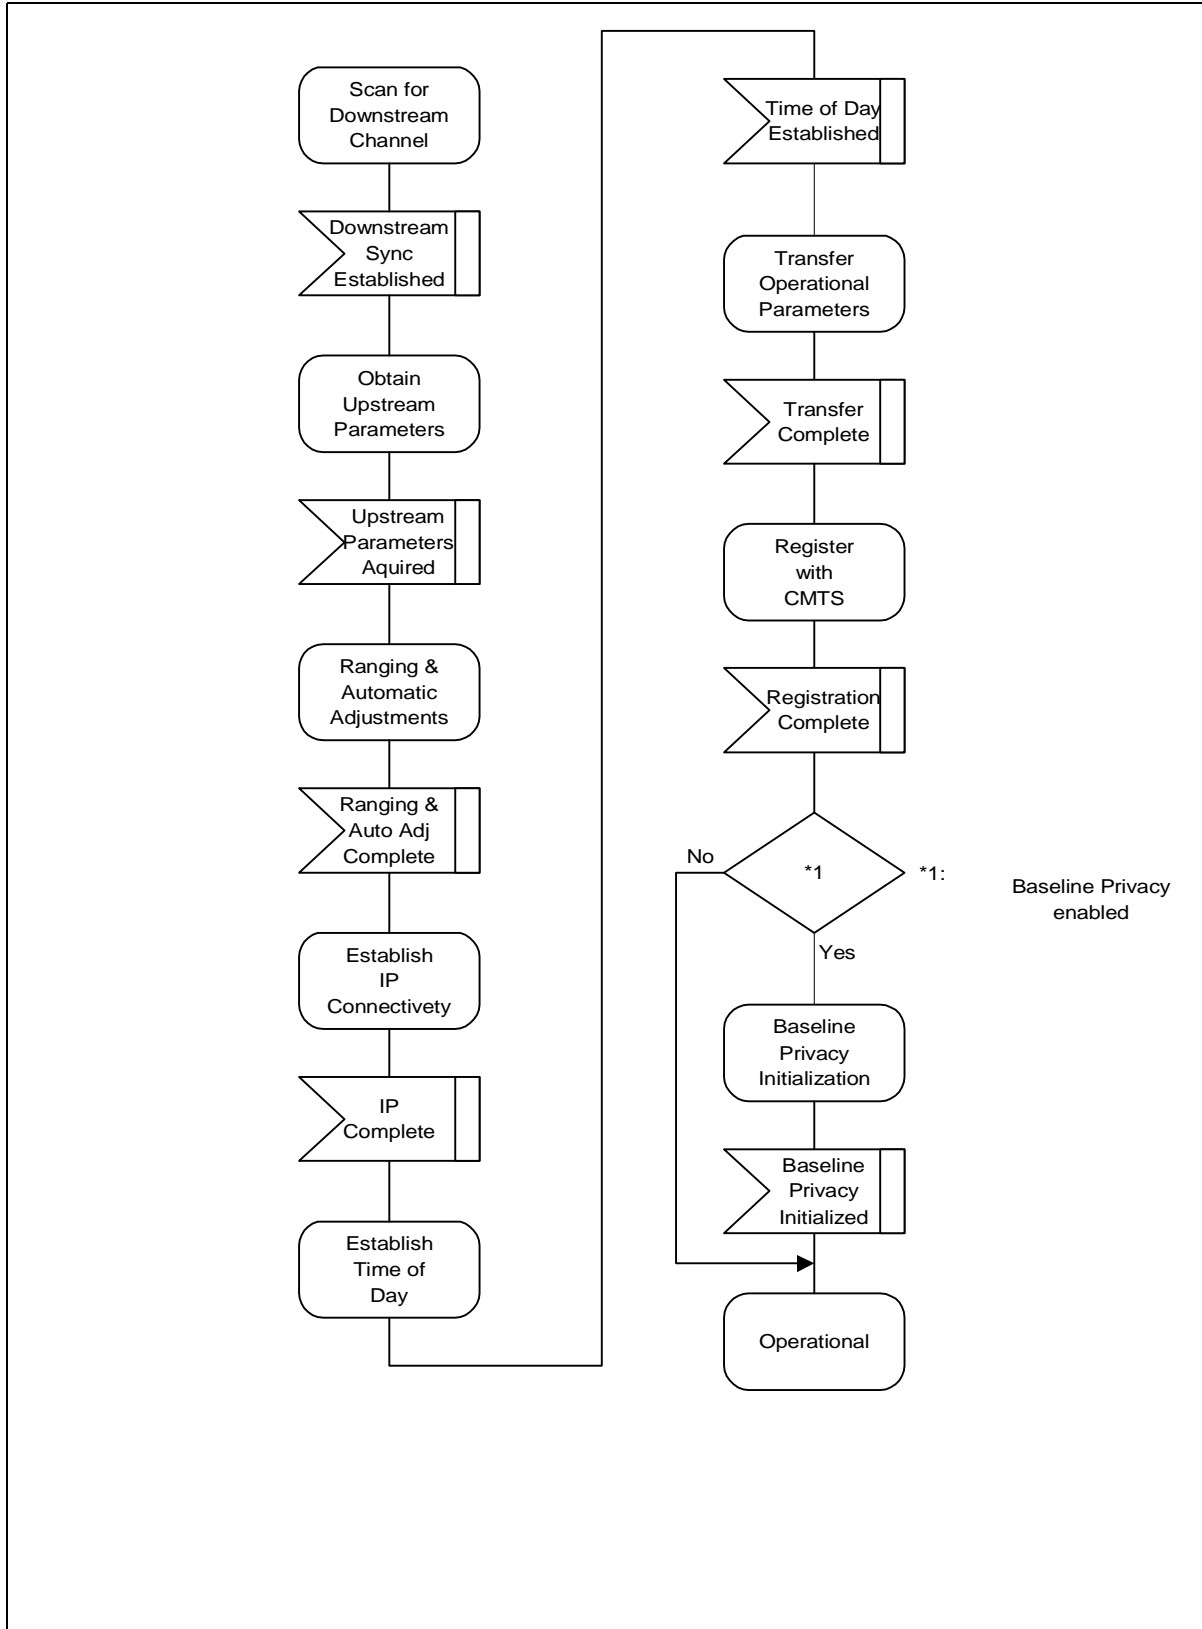 Scan for
Downstream
Channel
Downstream
Sync
Established
Obtain
Upstream
Parameters
Upstream
Parameters
Aquired
Ranging &
Automatic
Adjustments
Ranging &
Auto Adj
Complete
Establish
IP
Connectivety
IP
Complete
Establish
Time of
Day
Time of Day
Established
Transfer
Operational
Parameters
Transfer
Complete
Register
with
CMTS
Registration
Complete
No
*1
*1:
Baseline Privacy
enabled
Yes
Baseline
Privacy
Initialization
Baseline
Privacy
Initialized
Operational